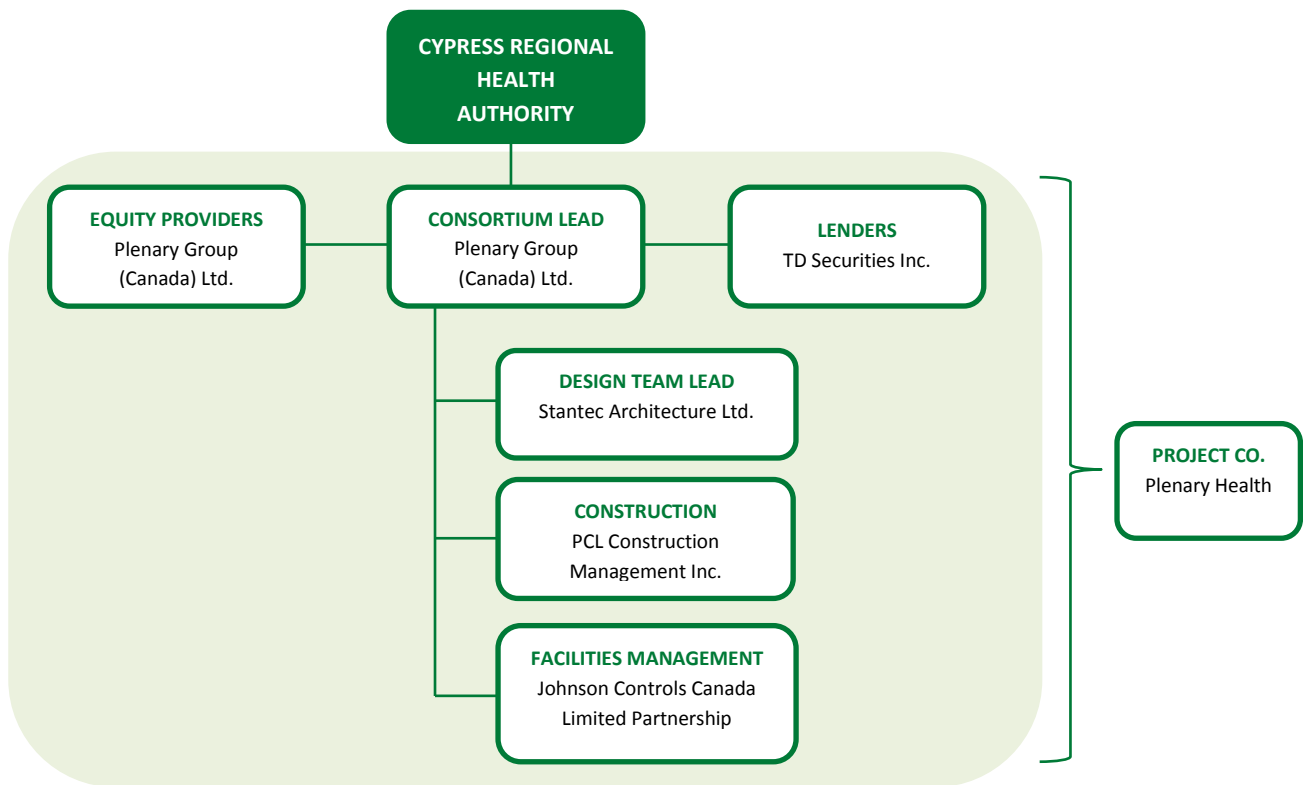 CYPRESS REGIONAL
HEALTH
AUTHORITY
EQUITY PROVIDERS
Plenary Group
(Canada) Ltd.
CONSORTIUM LEAD
Plenary Group
(Canada) Ltd.
LENDERS
TD Securities Inc.
DESIGN TEAM LEAD
Stantec Architecture Ltd.
CONSTRUCTION
PCL Construction
Management Inc.
FACILITIES MANAGEMENT
Johnson Controls Canada
Limited Partnership
PROJECT CO.
Plenary Health